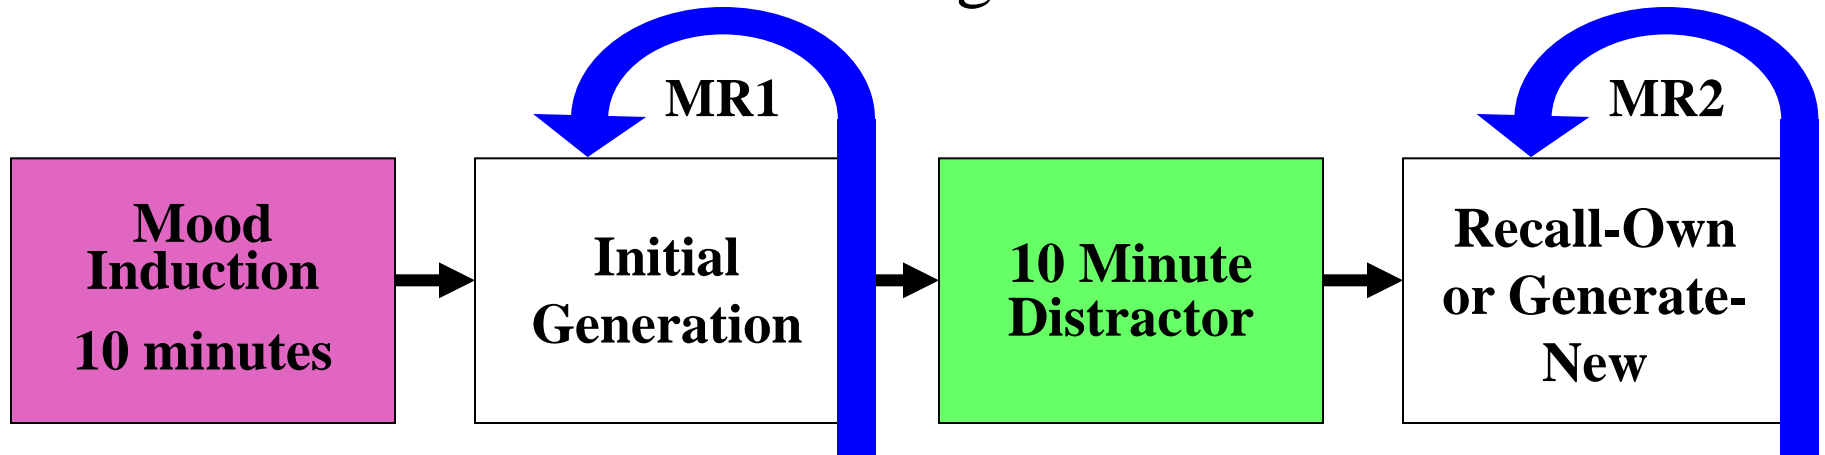 MR1
MR2
Mood
Induction
10 minutes
Initial
Generation
10 Minute
Distractor
Recall-Own
or Generate-
New